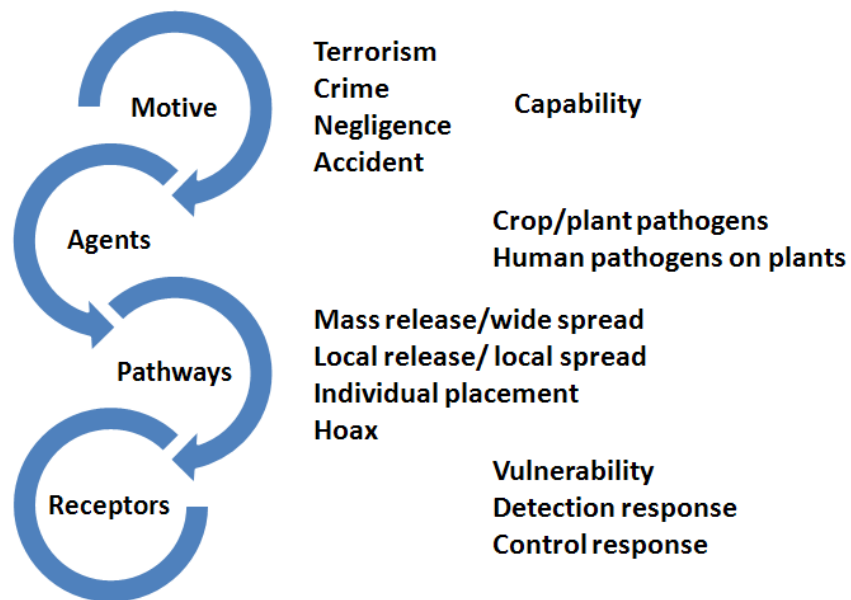 Motive
Terrorism
Crime
Negligence
Accident
Capability
Agents
Crop/plant pathogens
Human pathogens on plants
Pathways
Mass release/wide spread
Local release/ local spread
Individual placement
Hoax
Receptors
Vulnerability
Detection response
Control response